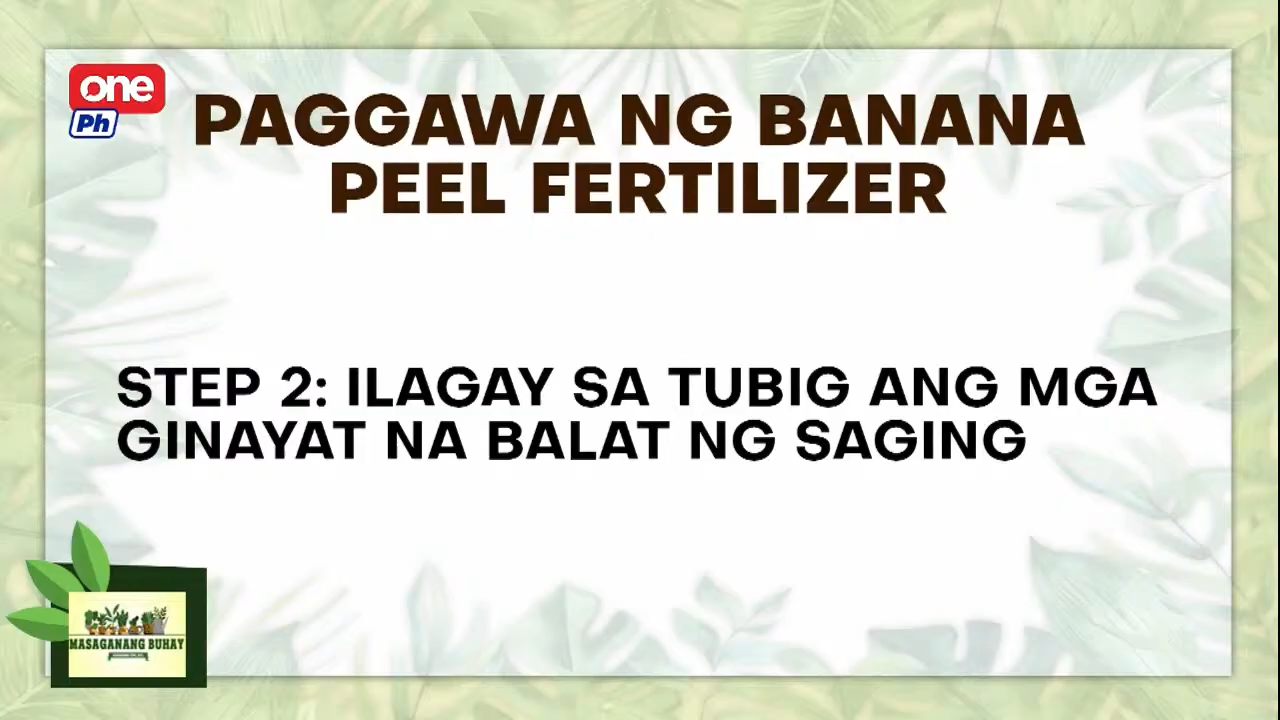 one
Ph
PAGGAWA NG BANANA
PEEL FERTILIZER
STEP 2: ILAGAY SA TUBIG ANG MGA
GINAYAT NA BALAT NG SAGING
MASAGANANG BUHAY